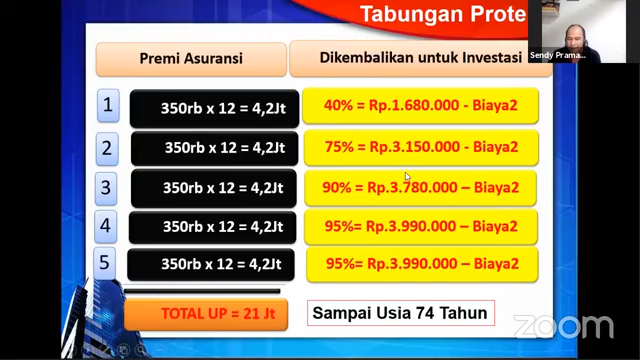 Tabungan Prote
Sendy Prama...
Premi Asuransi
Dikembalikan untuk Investasi
1
350rb x 12 = 4,2Jt
40% = Rp.1.680.000 - Biaya2
2
350rb x 12 = 4,2Jt
75% = Rp.3.150.000 - Biaya2
3
350rb x 12 = 4,2Jt
90% = Rp.3.780.000 – Biaya2
4
350rb x 12 = 4,2Jt
95%= Rp.3.990.000 – Biaya2
5
350rb x 12 = 4,2Jt
95%= Rp.3.990.000 – Biaya2
TOTAL UP = 21 Jt
Sampai Usia 74 Tahun
zoom